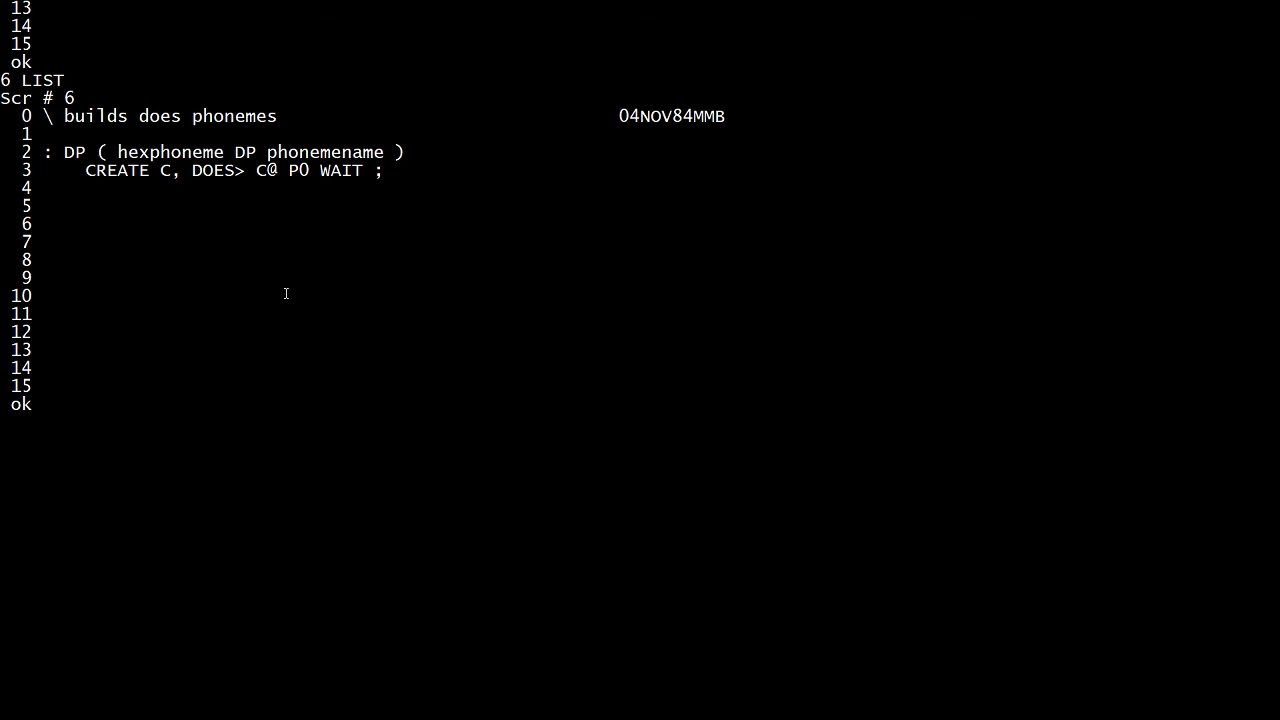 13
14
15
ok
6 LIST
Scr # 6
0 \ builds does phonemes 04NOV84MMB
1
2 : DP ( hexphoneme DP phonemename )
3 CREATE C, DOES> C@ PO WAIT ;
4
5
6
7
8
9
10
11
12
13
14
15
ok